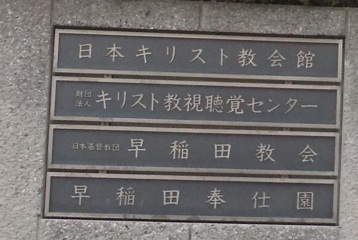 日本キリスト教会館
財団法人 キリスト教視聴覚センター
日本基督教団 早稲田教会
早稲田奉仕園